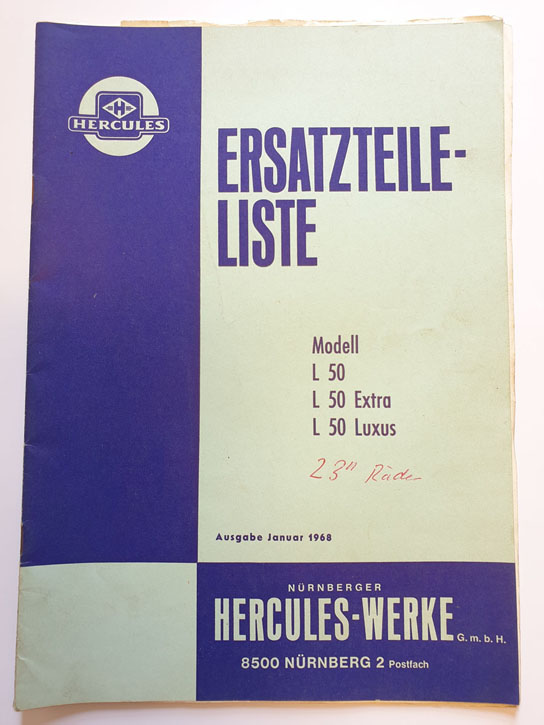 H
HERCULES
ERSATZTEILE-
LISTE
Modell
L 50
L 50 Extra
L 50 Luxus
23" Räder
Ausgabe Januar 1968
NÜRNBERGER
HERCULES-WERKE G.m.b.H.
8500 NÜRNBERG 2 Postfach